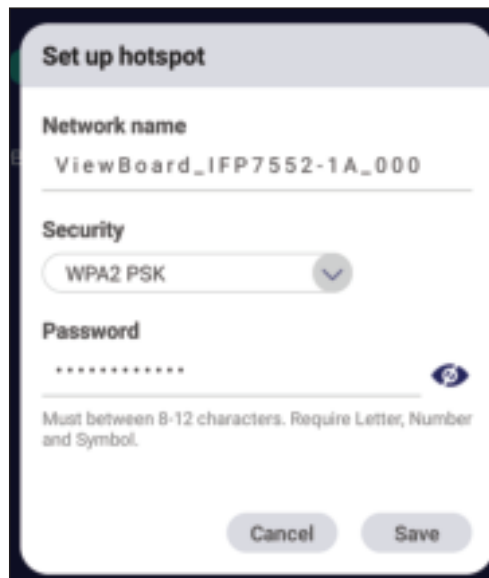 Set up hotspot
Network name
ViewBoard_IFP7552-1A_000
Security
WPA2 PSK
Password
••••••••••••
Must between 8-12 characters. Require Letter, Number
and Symbol.
Cancel Save